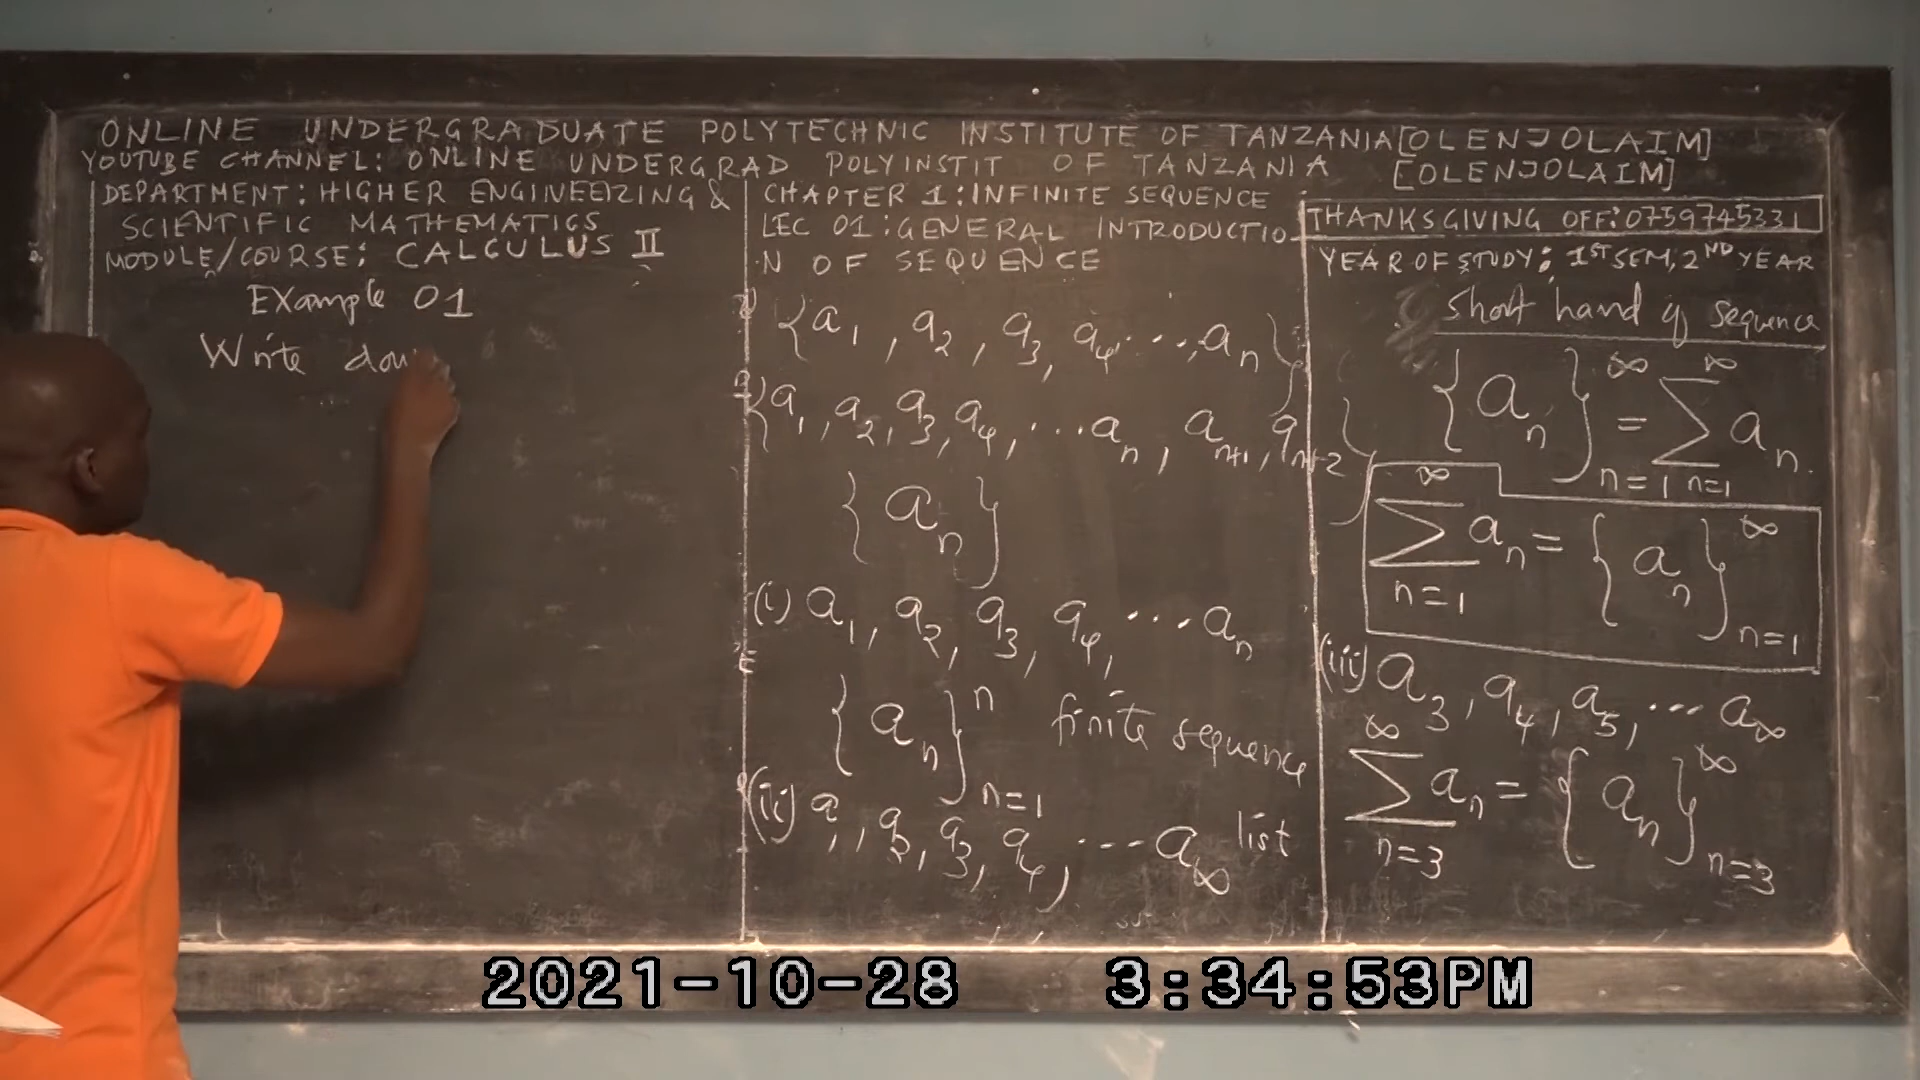 ONLINE UNDERGRADUATE POLYTECHNIC INSTITUTE OF TANZANIA[OLENJOLAIM]
YOUTUBE CHANNEL: ONLINE UNDERGRAD POLYINSTIT OF TANZANIA [OLENJOLAIM]
DEPARTMENT: HIGHER ENGINEERING &
SCIENTIFIC MATHEMATICS
MODULE/COURSE: CALCULUS II
Example 01
Write dow
CHAPTER 1: INFINITE SEQUENCE
LEC 01: GENERAL INTRODUCTIO
N OF SEQUENCE
{a₁, a₂, a₃, a₄, ..., aₙ}
{a₁, a₂, a₃, a₄, ... aₙ, aₙ₊₁, aₙ₊₂}
{aₙ}
(i) a₁, a₂, a₃, a₄, ... aₙ
{aₙ}ⁿ n=1 finite sequence
(ii) a₁, a₂, a₃, a₄, ... a∞ list
THANKSGIVING OFF: 0759745331
YEAR OF STUDY: 1ST SEM, 2ND YEAR
Short hand of sequence
{aₙ}∞ n=1 = ∑∞ n=1 aₙ.
∑∞ n=1 aₙ = {aₙ}∞ n=1
(iii) a₃, a₄, a₅, ... a∞
∑∞ n=3 aₙ = {aₙ}∞ n=3
2021-10-28 3:34:53PM